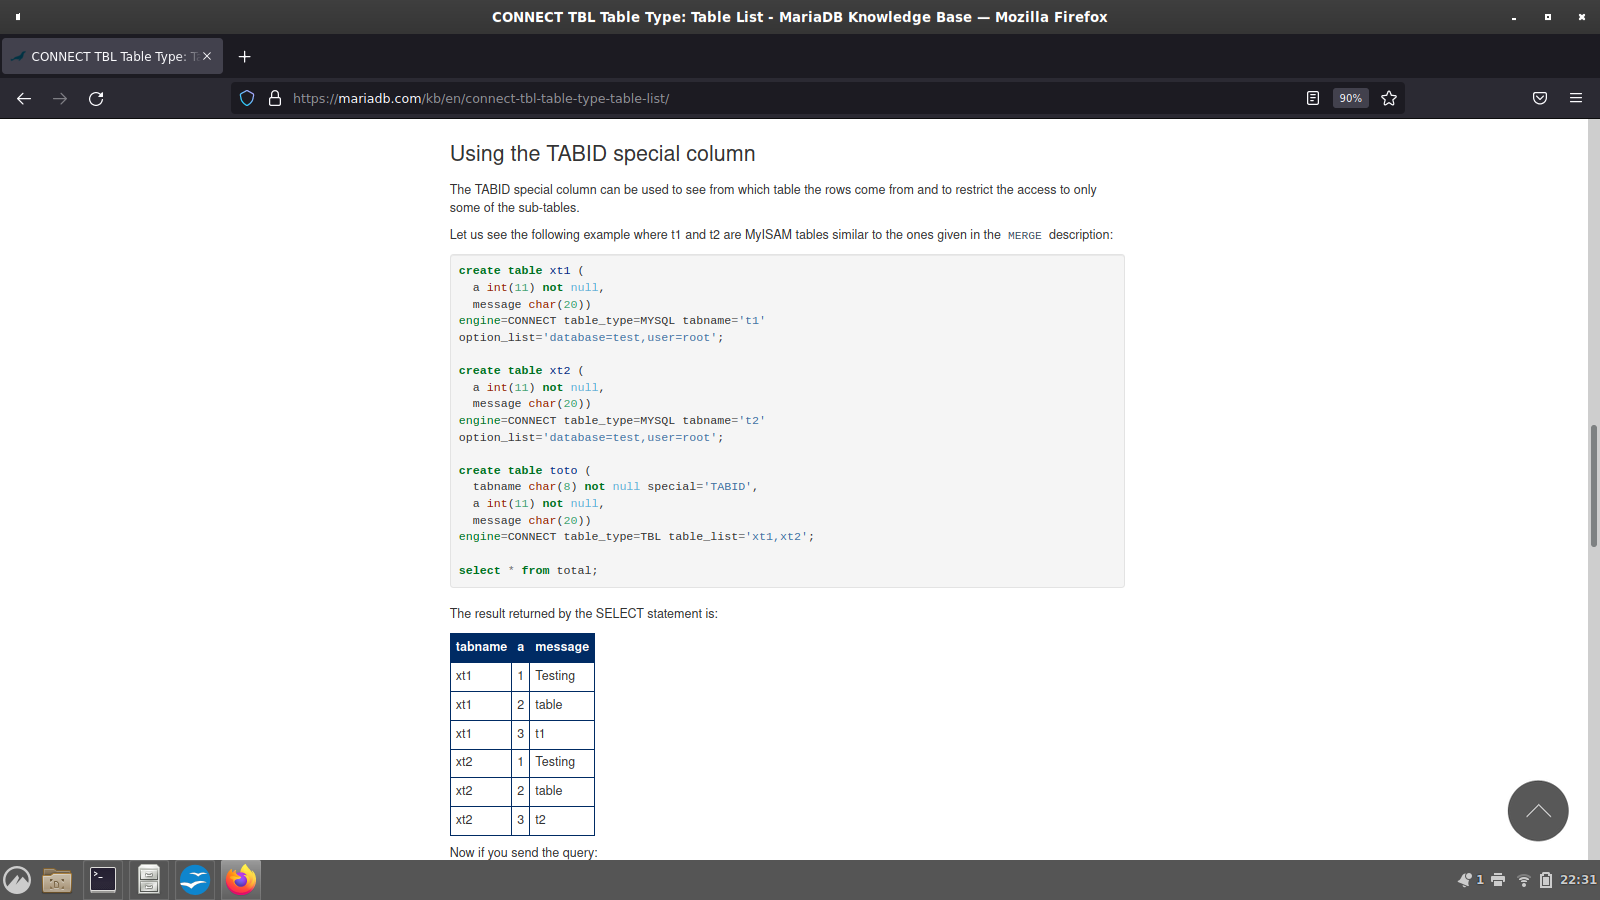 CONNECT TBL Table Type: Table List - MariaDB Knowledge Base — Mozilla Firefox
CONNECT TBL Table Type: Ta
https://mariadb.com/kb/en/connect-tbl-table-type-table-list/
90%
Using the TABID special column
The TABID special column can be used to see from which table the rows come from and to restrict the access to only
some of the sub-tables.
Let us see the following example where t1 and t2 are MyISAM tables similar to the ones given in the MERGE description:
create table xt1 (
  a int(11) not null,
  message char(20))
engine=CONNECT table_type=MYSQL tabname='t1'
option_list='database=test,user=root';
create table xt2 (
  a int(11) not null,
  message char(20))
engine=CONNECT table_type=MYSQL tabname='t2'
option_list='database=test,user=root';
create table toto (
  tabname char(8) not null special='TABID',
  a int(11) not null,
  message char(20))
engine=CONNECT table_type=TBL table_list='xt1,xt2';
select * from total;
The result returned by the SELECT statement is:
tabname a message
xt1 1 Testing
xt1 2 table
xt1 3 t1
xt2 1 Testing
xt2 2 table
xt2 3 t2
Now if you send the query:
1 22:31